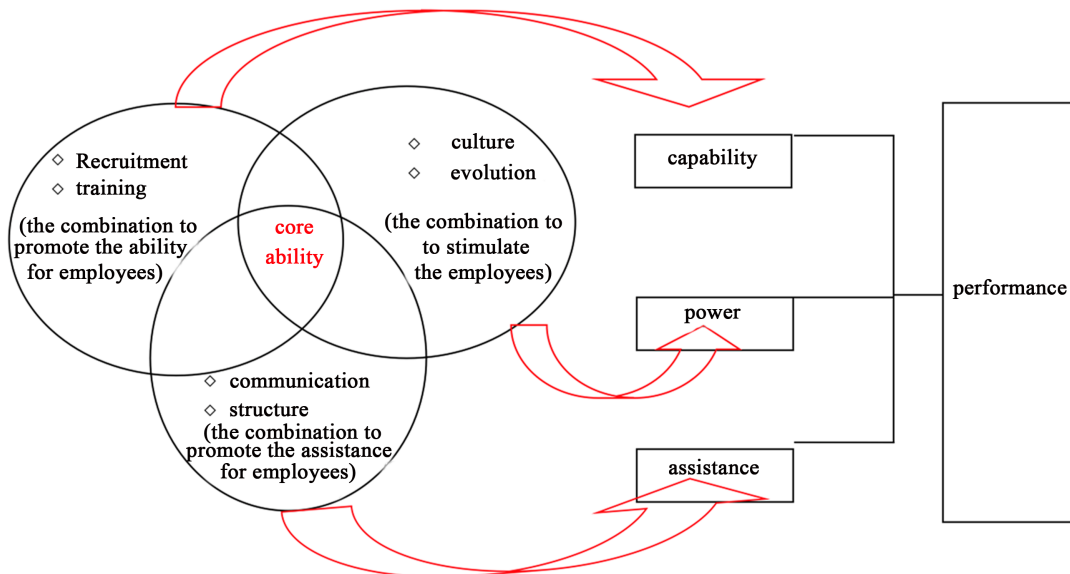 Recruitment
training
(the combination to
promote the ability
for employees)
culture
evolution
(the combination to
to stimulate
the employees)
core
ability
communication
structure
(the combination to
promote the assistance
for employees)
capability
power
assistance
performance